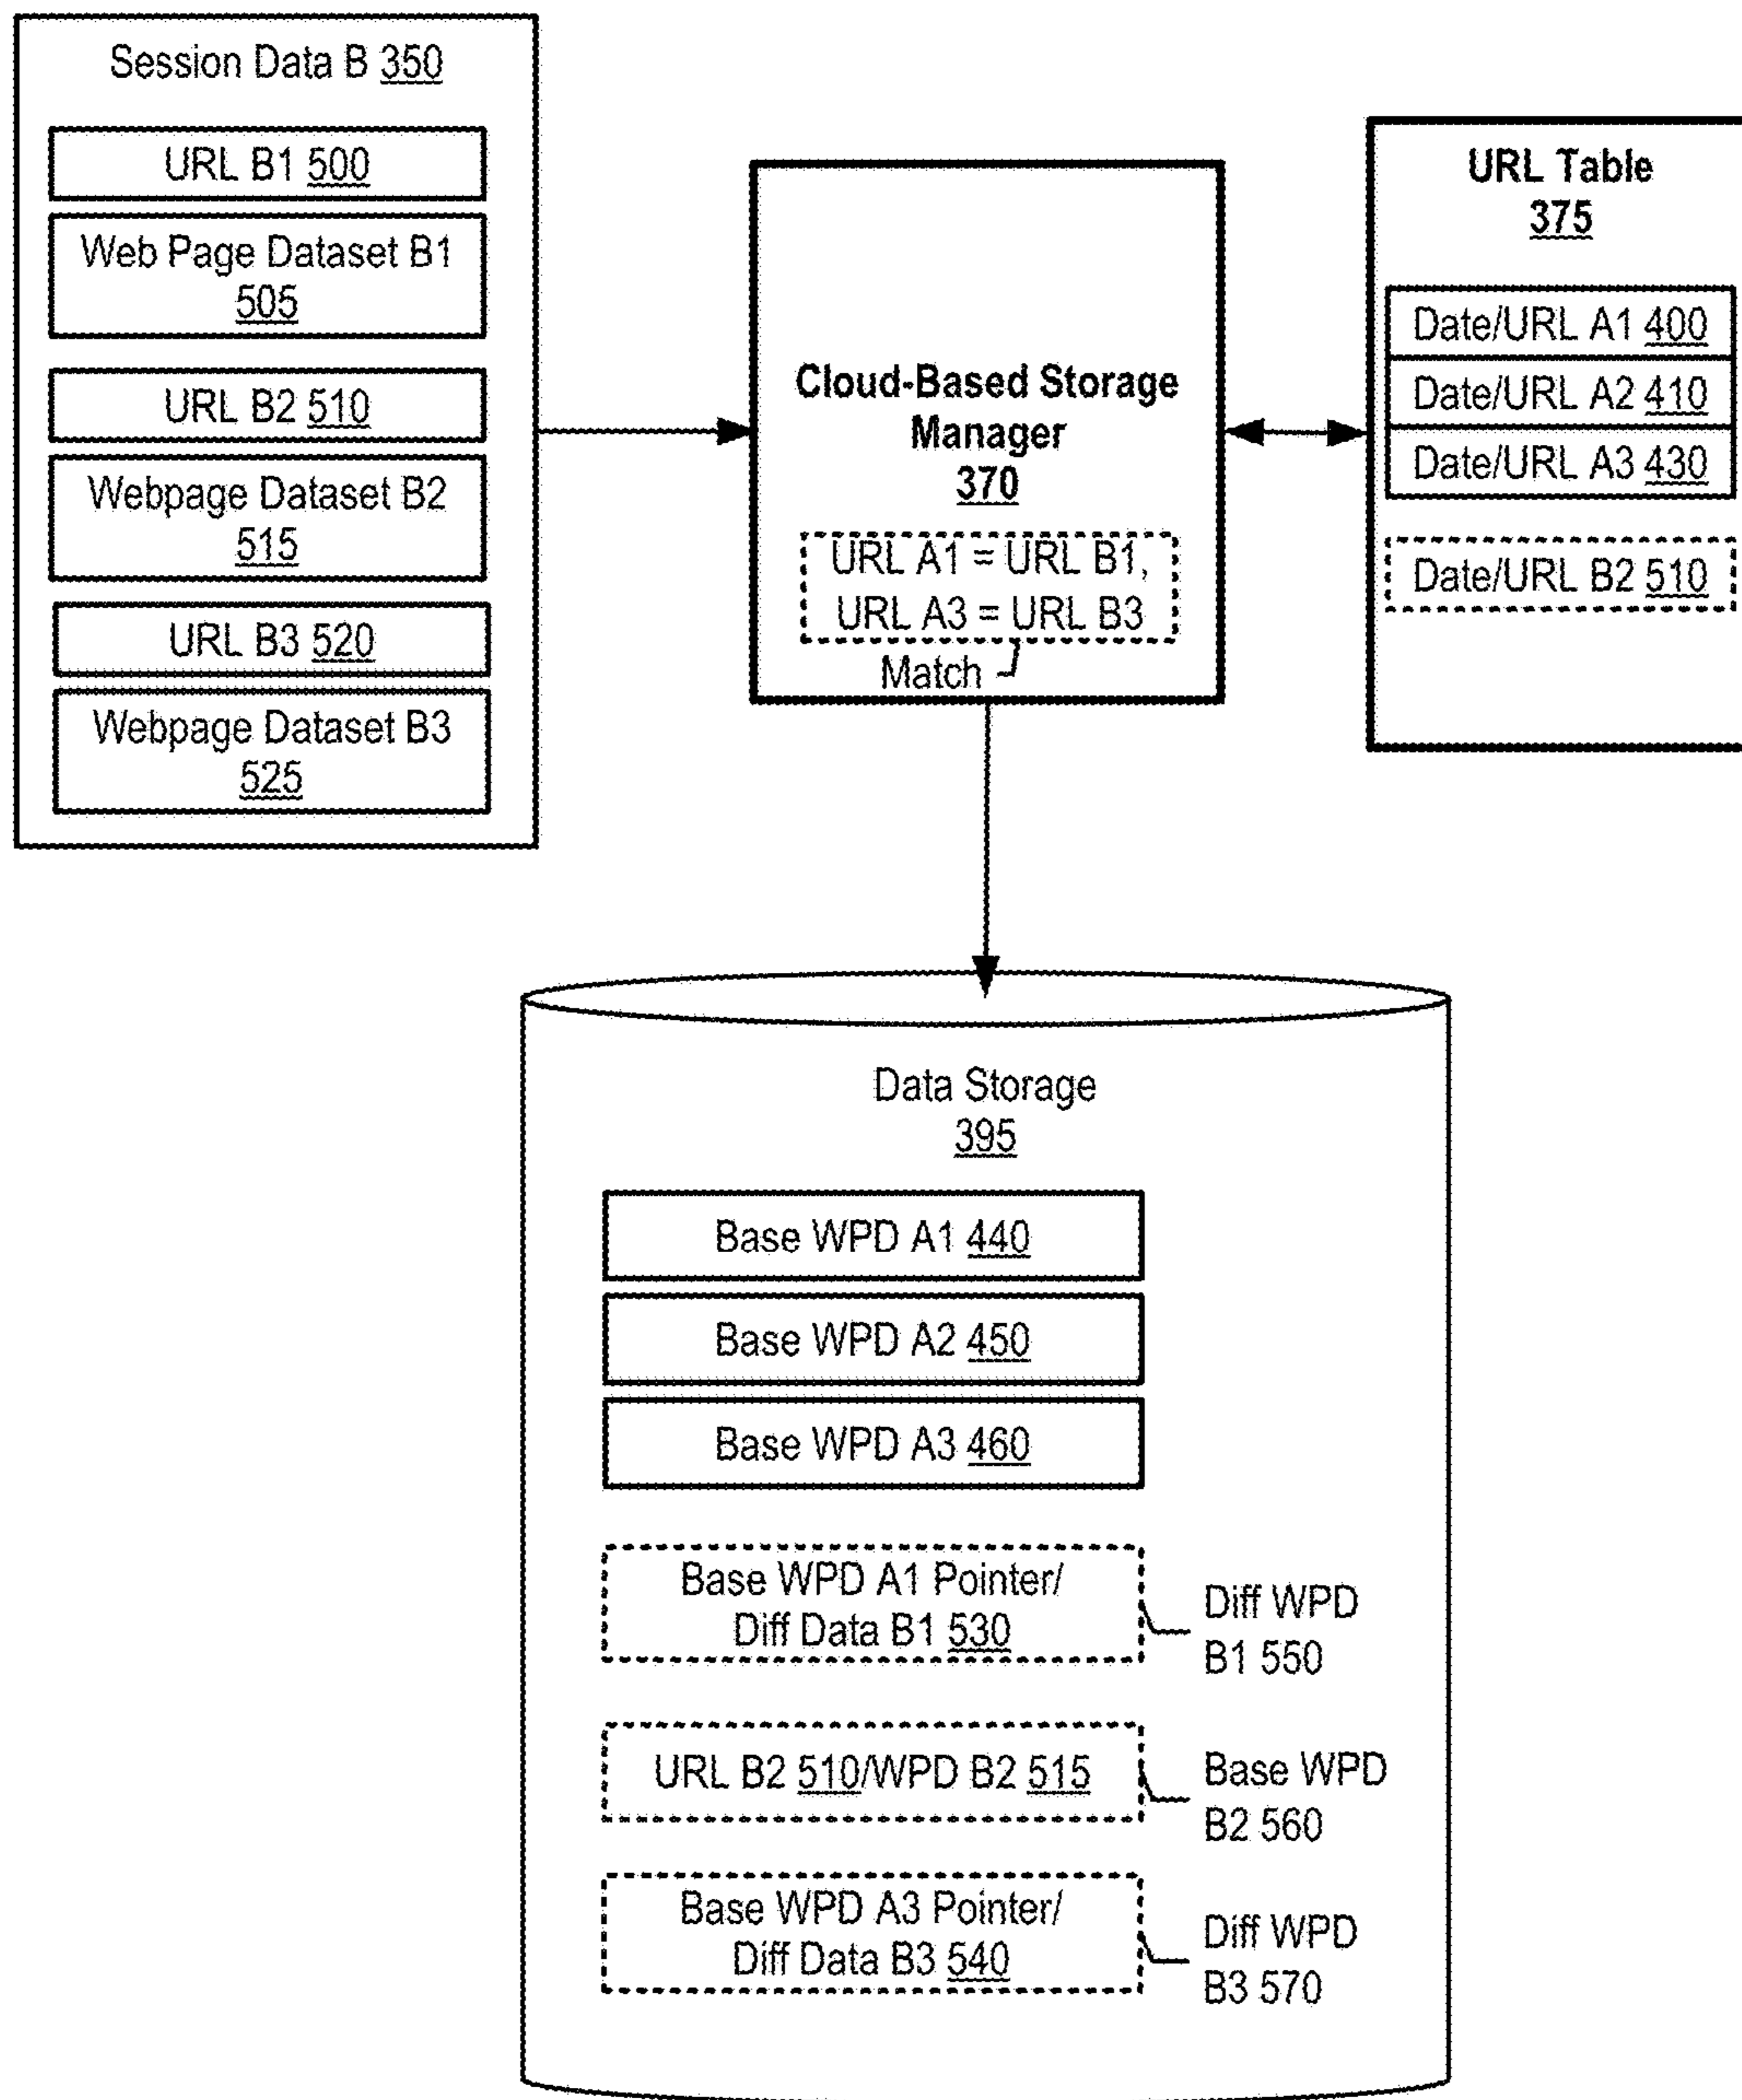 Session Data B 350
URL B1 500
Web Page Dataset B1
505
URL B2 510
Webpage Dataset B2
515
URL B3 520
Webpage Dataset B3
525
Cloud-Based Storage
Manager
370
URL A1 = URL B1,
URL A3 = URL B3
Match
URL Table
375
Date/URL A1 400
Date/URL A2 410
Date/URL A3 430
Date/URL B2 510
Data Storage
395
Base WPD A1 440
Base WPD A2 450
Base WPD A3 460
Base WPD A1 Pointer/
Diff Data B1 530
Diff WPD
B1 550
URL B2 510/WPD B2 515
Base WPD
B2 560
Base WPD A3 Pointer/
Diff Data B3 540
Diff WPD
B3 570